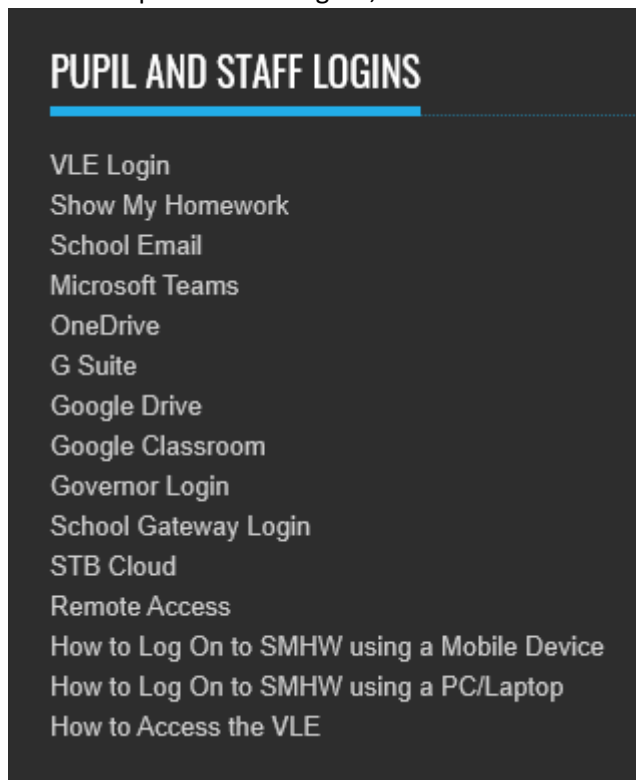 PUPIL AND STAFF LOGINS
VLE Login
Show My Homework
School Email
Microsoft Teams
OneDrive
G Suite
Google Drive
Google Classroom
Governor Login
School Gateway Login
STB Cloud
Remote Access
How to Log On to SMHW using a Mobile Device
How to Log On to SMHW using a PC/Laptop
How to Access the VLE